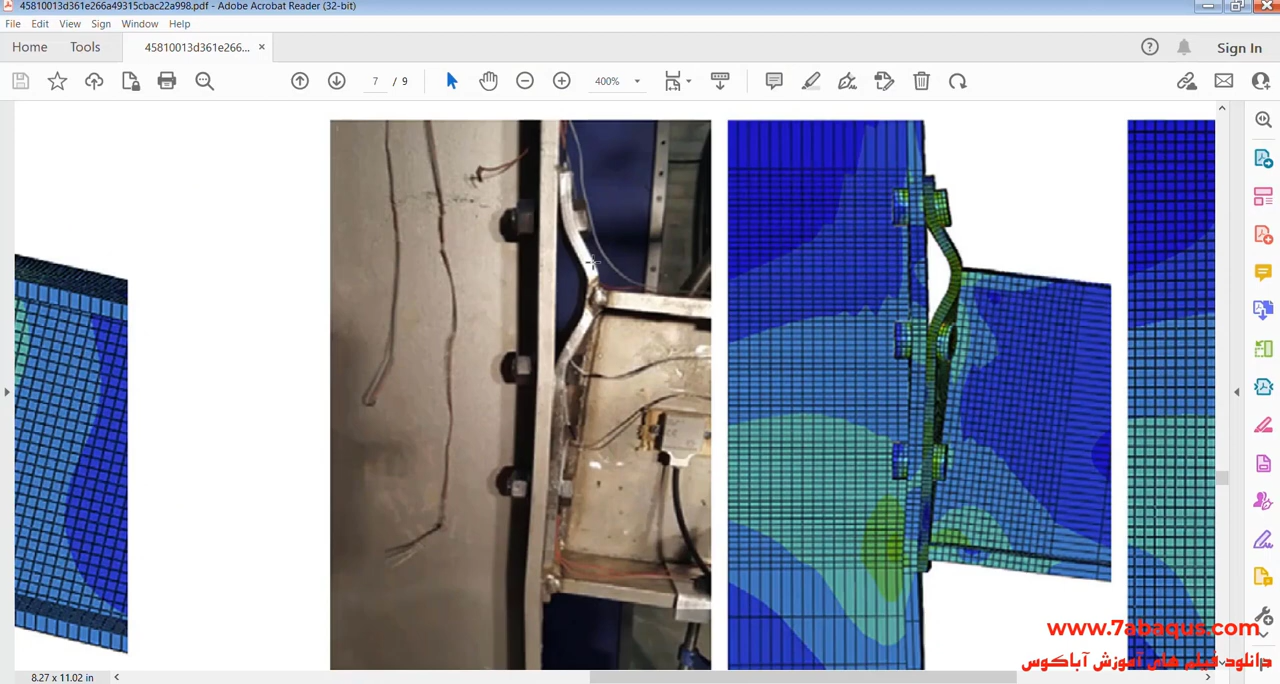 45810013d361e266a49315cbac22a998.pdf - Adobe Acrobat Reader (32-bit)
File Edit View Sign Window Help
Home Tools 45810013d361e266... × Sign In
7 / 9 400%
www.7abaqus.com
دانلود فیلم های آموزش آباکوس
8.27 x 11.02 in